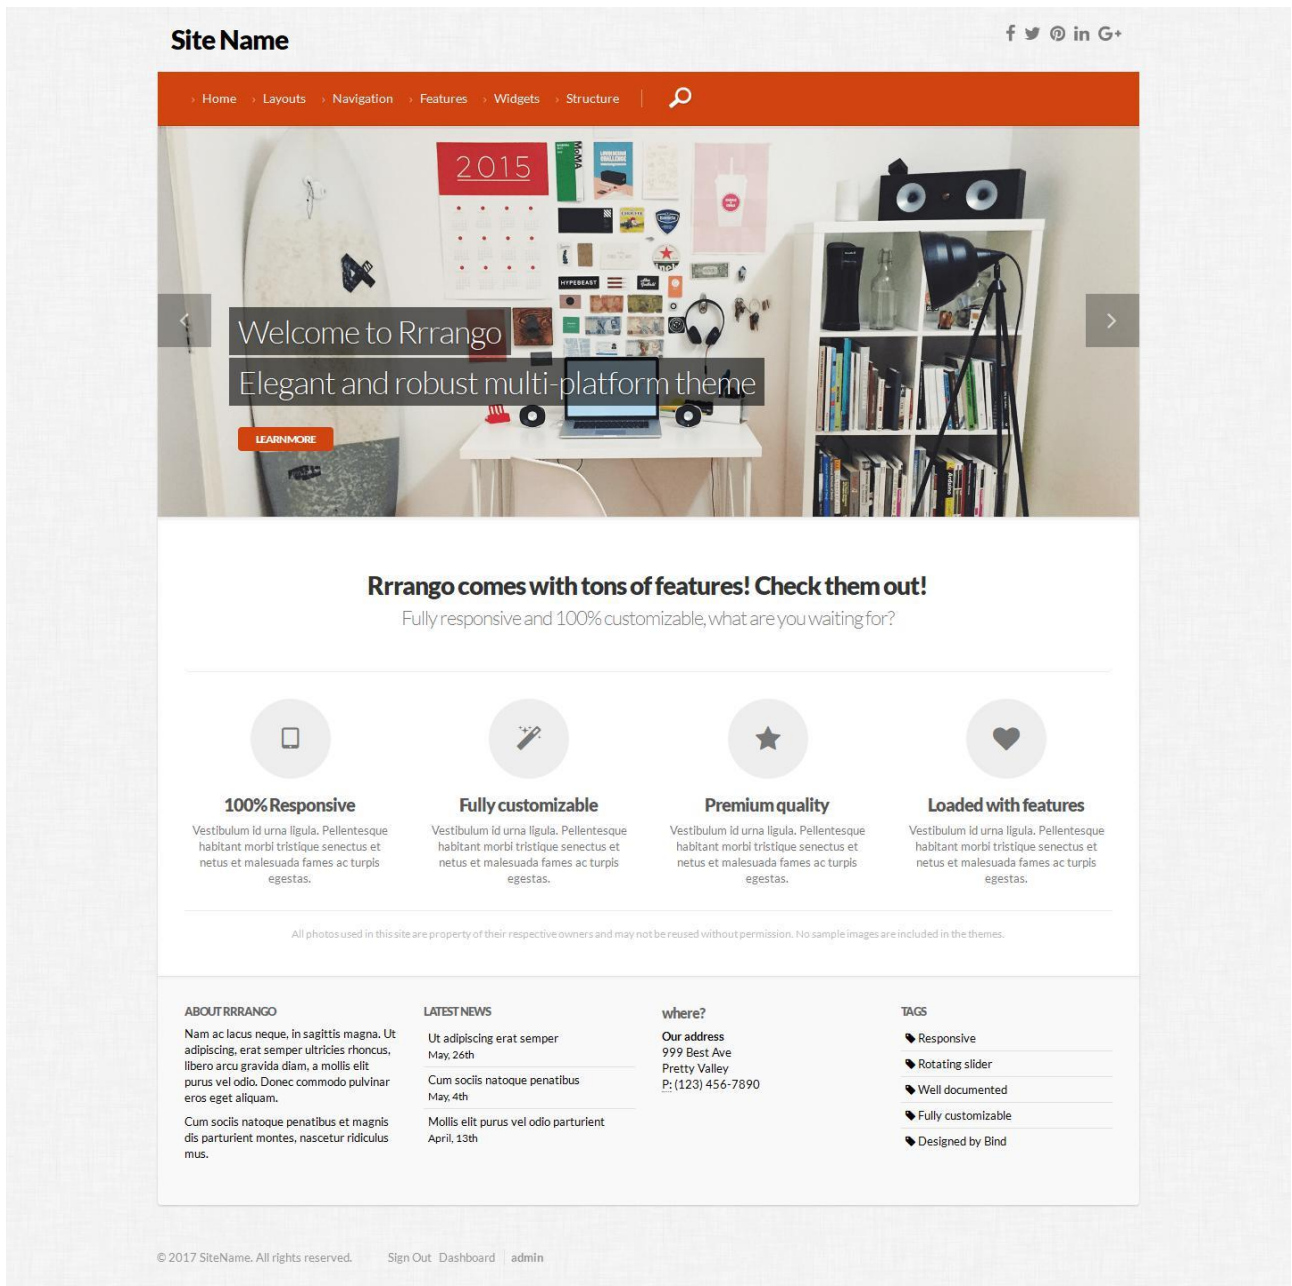 Site Name
Home
Layouts
Navigation
Features
Widgets
Structure
2015
MoMA
HYPEBEAST
Welcome to Rrrango
Elegant and robust multi-platform theme
LEARN MORE
Rrrango comes with tons of features! Check them out!
Fully responsive and 100% customizable, what are you waiting for?
100% Responsive
Vestibulum id urna ligula. Pellentesque
habitant morbi tristique senectus et
netus et malesuada fames ac turpis
egestas.
Fully customizable
Vestibulum id urna ligula. Pellentesque
habitant morbi tristique senectus et
netus et malesuada fames ac turpis
egestas.
Premium quality
Vestibulum id urna ligula. Pellentesque
habitant morbi tristique senectus et
netus et malesuada fames ac turpis
egestas.
Loaded with features
Vestibulum id urna ligula. Pellentesque
habitant morbi tristique senectus et
netus et malesuada fames ac turpis
egestas.
All photos used in this site are property of their respective owners and may not be reused without permission. No sample images are included in the themes.
ABOUT RRRANGO
Nam ac lacus neque, in sagittis magna. Ut
adipiscing, erat semper ultricies rhoncus,
libero arcu gravida diam, a mollis elit
purus vel odio. Donec commodo pulvinar
eros eget aliquam.
Cum sociis natoque penatibus et magnis
dis parturient montes, nascetur ridiculus
mus.
LATEST NEWS
Ut adipiscing erat semper
May, 26th
Cum sociis natoque penatibus
May, 4th
Mollis elit purus vel odio parturient
April, 13th
where?
Our address
999 Best Ave
Pretty Valley
P: (123) 456-7890
TAGS
Responsive
Rotating slider
Well documented
Fully customizable
Designed by Bind
© 2017 SiteName. All rights reserved.
Sign Out Dashboard | admin